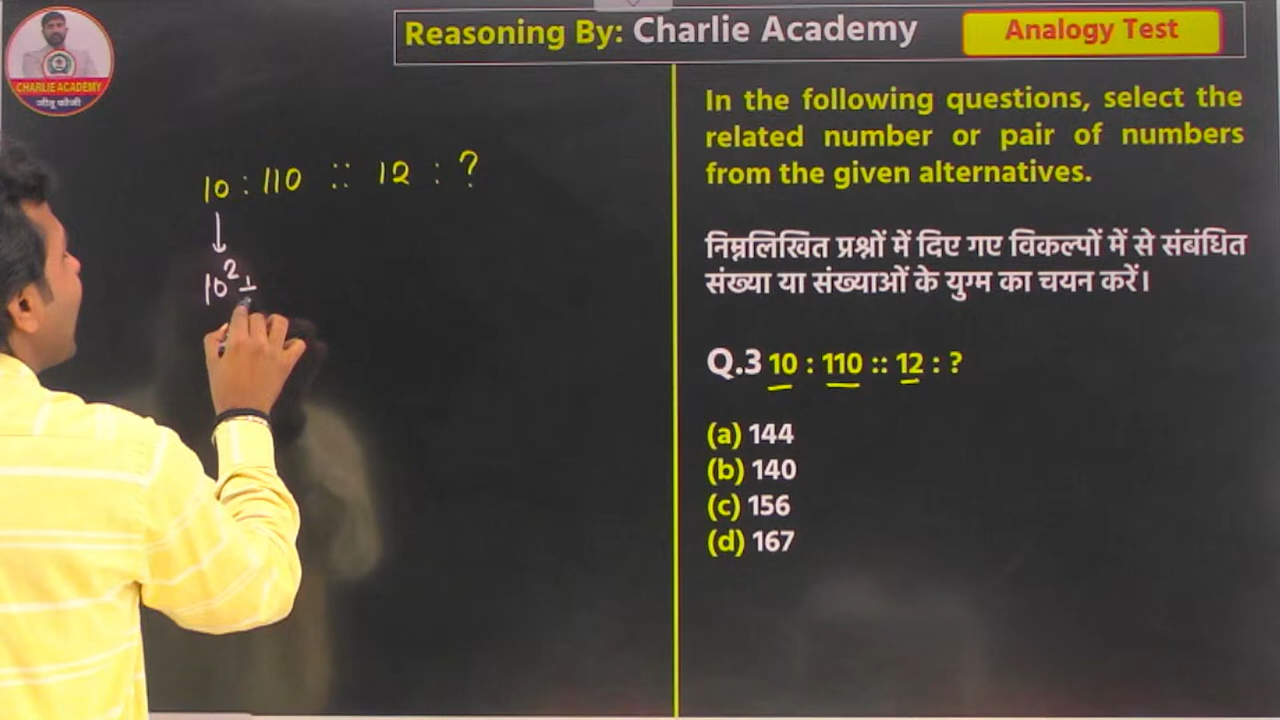 Reasoning By: Charlie Academy
Analogy Test
CHARLIE ACADEMY
जीतू फौजी
10 : 110 :: 12 : ?
10² +
In the following questions, select the
related number or pair of numbers
from the given alternatives.
निम्नलिखित प्रश्नों में दिए गए विकल्पों में से संबंधित
संख्या या संख्याओं के युग्म का चयन करें।
Q.3 10 : 110 :: 12 : ?
(a) 144
(b) 140
(c) 156
(d) 167